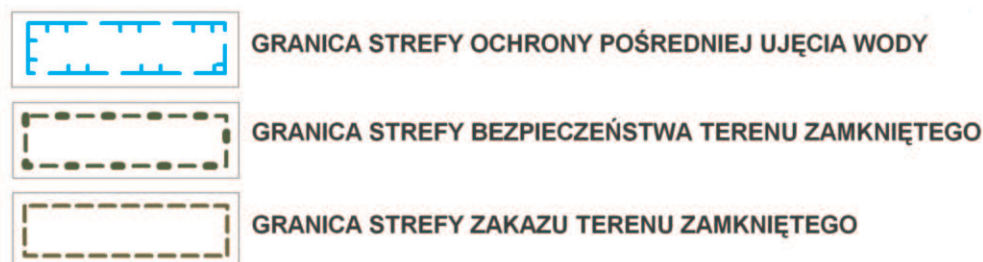 GRANICA STREFY OCHRONY POŚREDNIEJ UJĘCIA WODY
GRANICA STREFY BEZPIECZEŃSTWA TERENU ZAMKNIĘTEGO
GRANICA STREFY ZAKAZU TERENU ZAMKNIĘTEGO